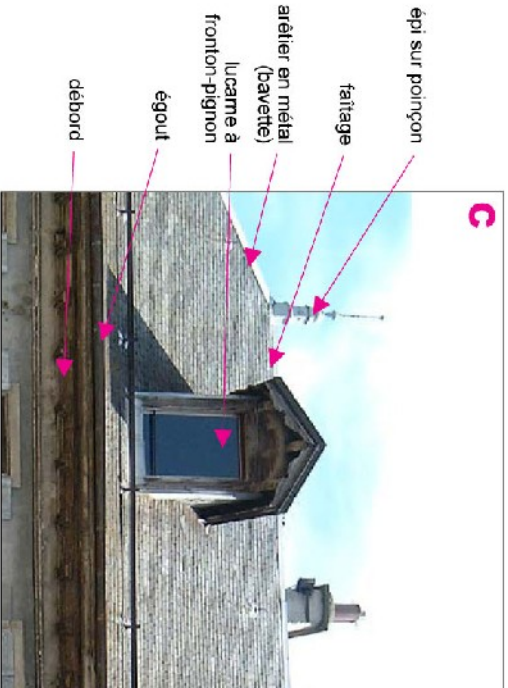 C
épi sur poinçon
faîtage
arêtier en métal
(bavette)
lucarne à
fronton-pignon
égout
débord